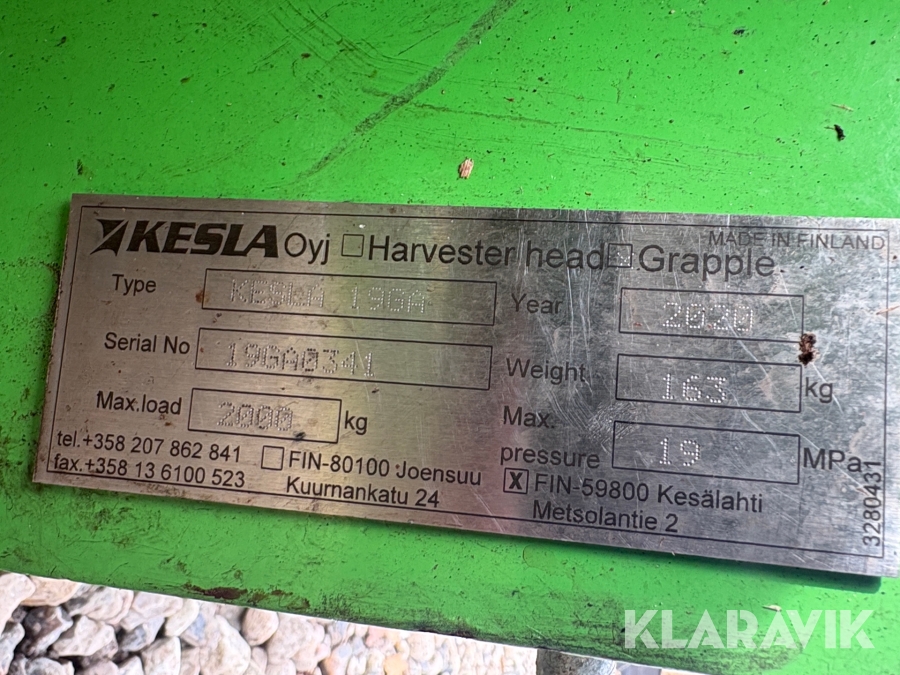 KESLA Oyj Harvester head Grapple
MADE IN FINLAND
Type KESLA 19GA Year 2020
Serial No 19GA0341 Weight 163 kg
Max.load 2000 kg Max. pressure 19 MPa
tel.+358 207 862 841
fax.+358 13 6100 523
FIN-80100 Joensuu
Kuurnankatu 24
X FIN-59800 Kesälahti
Metsolantie 2
3280431
KLARAVIK